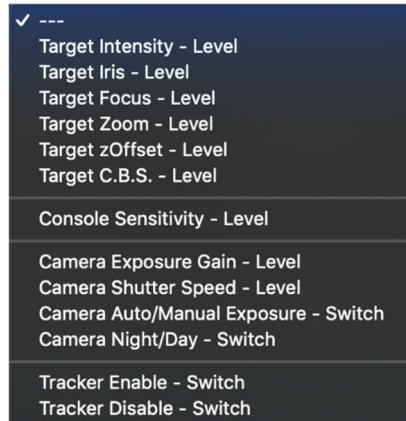 ✓ ---
Target Intensity - Level
Target Iris - Level
Target Focus - Level
Target Zoom - Level
Target zOffset - Level
Target C.B.S. - Level
Console Sensitivity - Level
Camera Exposure Gain - Level
Camera Shutter Speed - Level
Camera Auto/Manual Exposure - Switch
Camera Night/Day - Switch
Tracker Enable - Switch
Tracker Disable - Switch